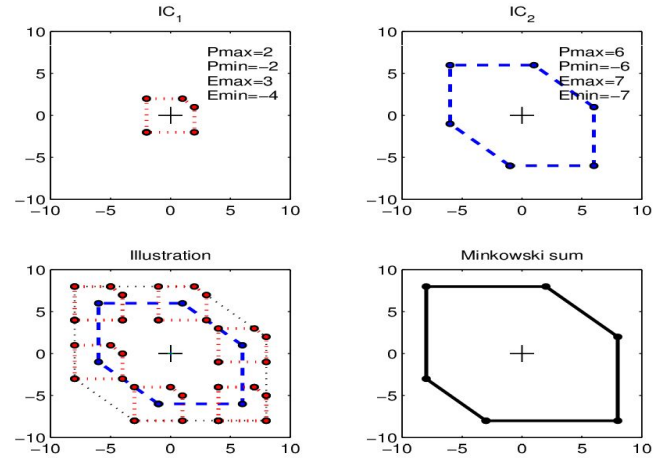 IC1
Pmax=2
Pmin=−2
Emax=3
Emin=−4
10
5
0
−5
−10
−10 −5 0 5 10
IC2
Pmax=6
Pmin=−6
Emax=7
Emin=−7
10
5
0
−5
−10
−10 −5 0 5 10
Illustration
10
5
0
−5
−10
−10 −5 0 5 10
Minkowski sum
10
5
0
−5
−10
−10 −5 0 5 10